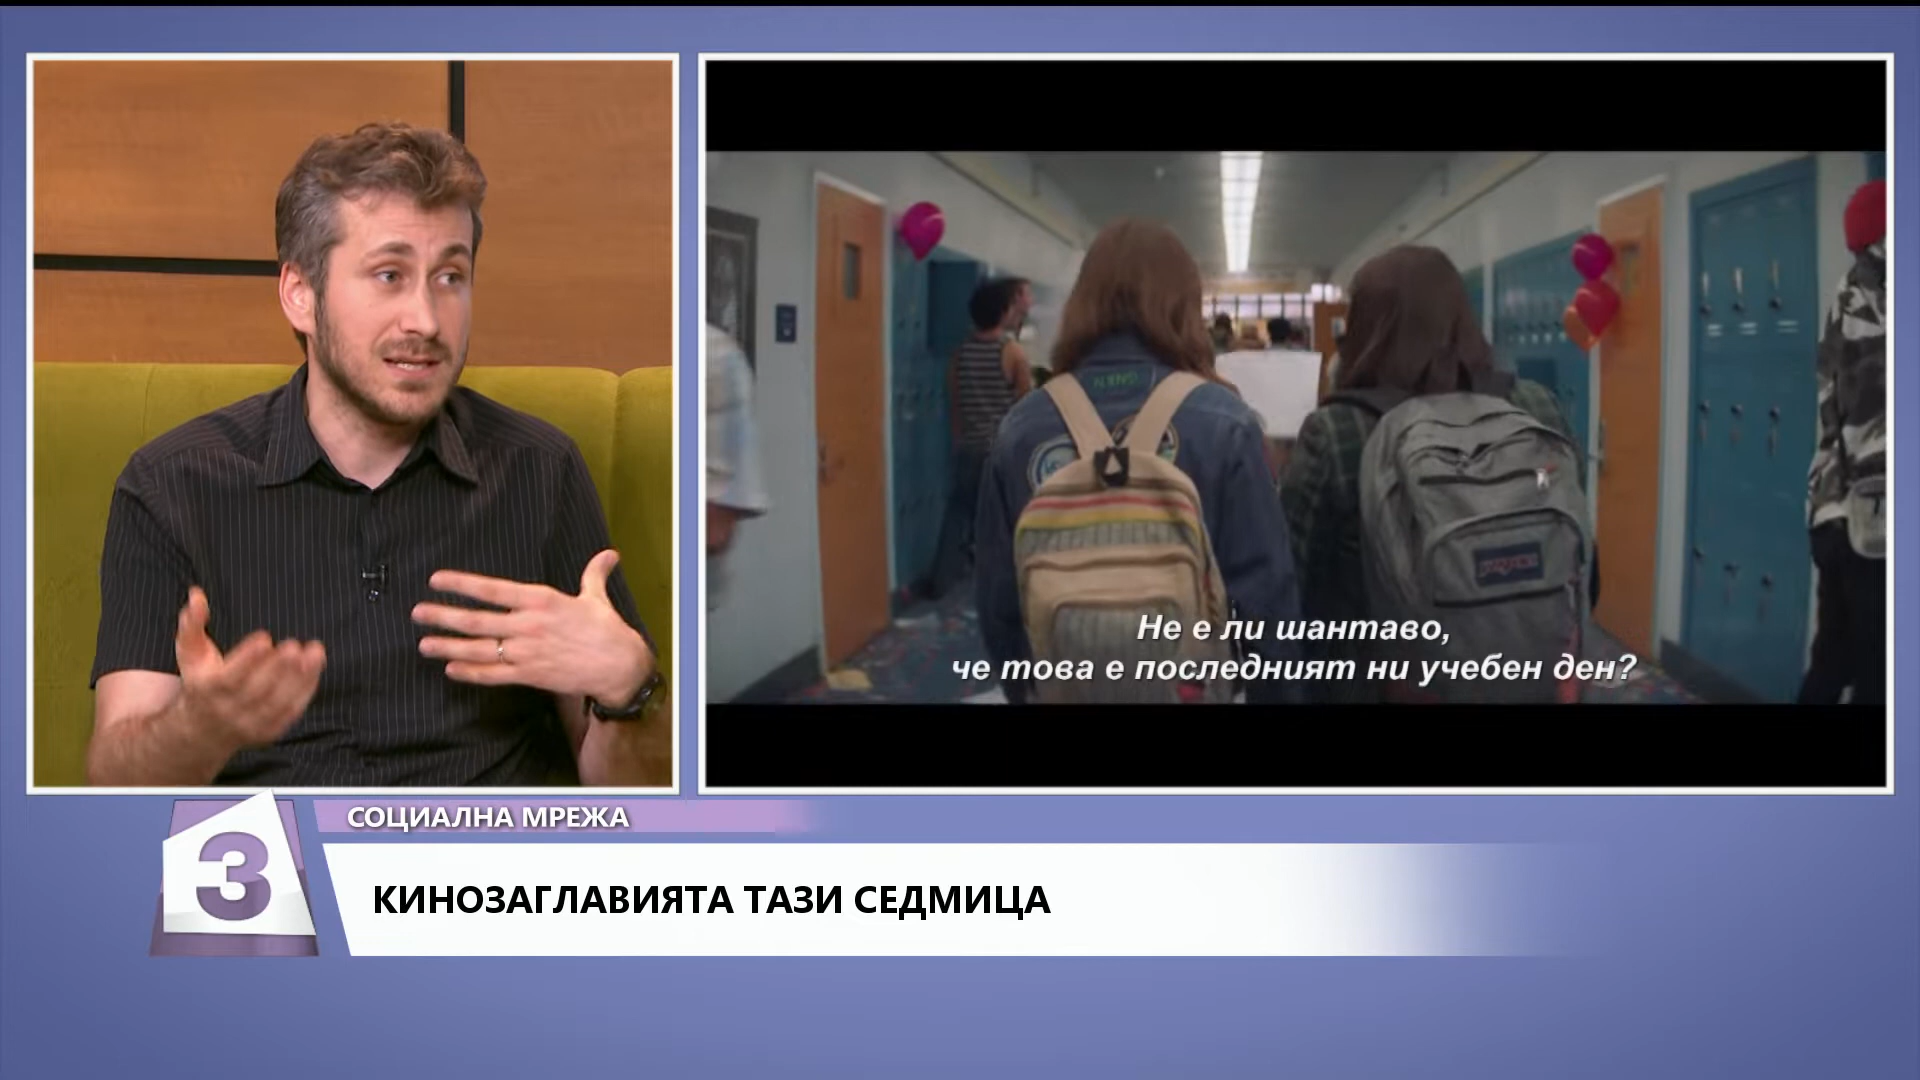 Не е ли шантаво,
че това е последният ни учебен ден?
3
СОЦИАЛНА МРЕЖА
КИНОЗАГЛАВИЯТА ТАЗИ СЕДМИЦА